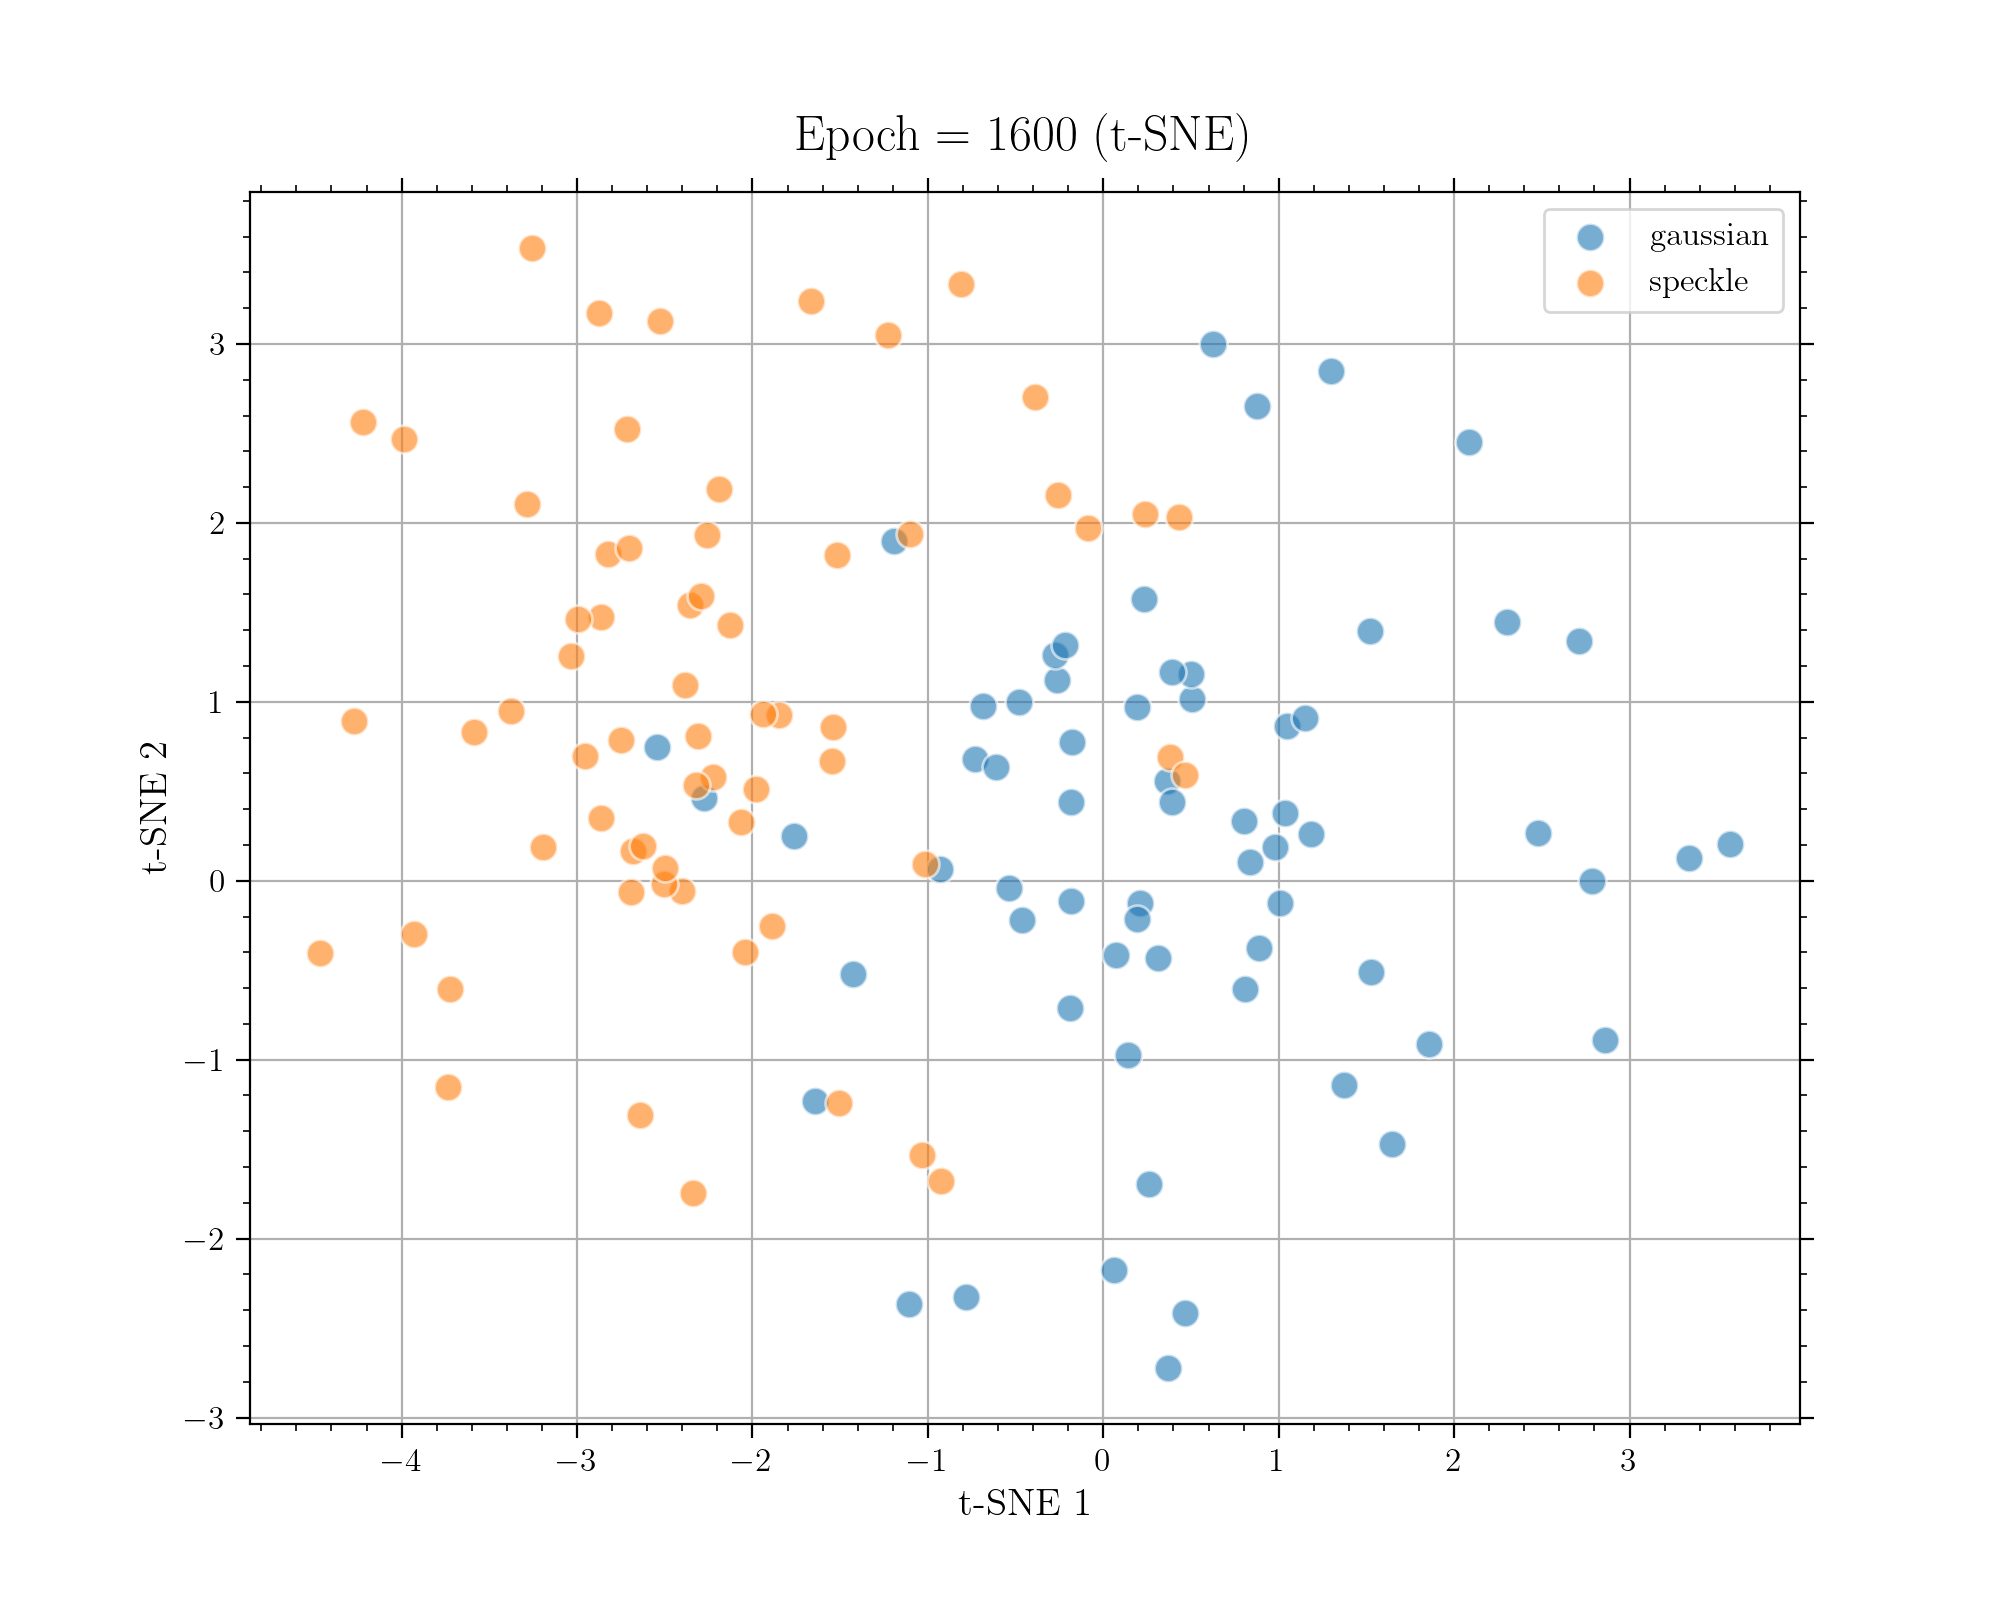 Epoch = 1600 (t-SNE)
gaussian
speckle
3
2
1
0
−1
−2
−3
t-SNE 2
−4 −3 −2 −1 0 1 2 3
t-SNE 1